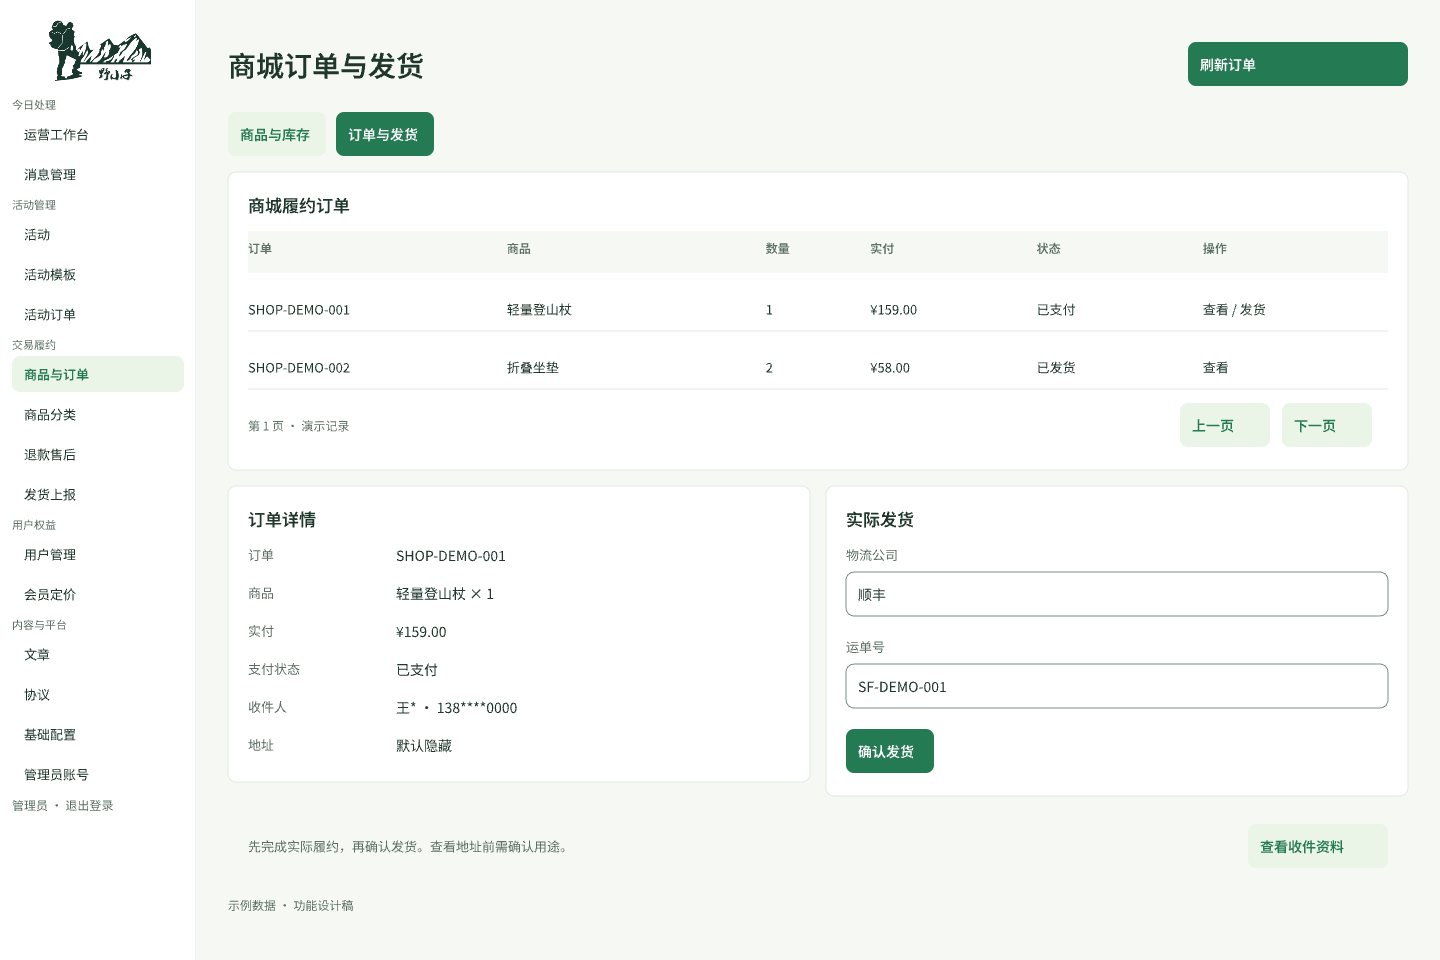 野小子
今日处理
运营工作台
消息管理
活动管理
活动
活动模板
活动订单
交易履约
商品与订单
商品分类
退款售后
发货上报
用户权益
用户管理
会员定价
内容与平台
文章
协议
基础配置
管理员账号
管理员 · 退出登录
商城订单与发货
刷新订单
商品与库存 订单与发货
商城履约订单
订单 商品 数量 实付 状态 操作
SHOP-DEMO-001 轻量登山杖 1 ¥159.00 已支付 查看 / 发货
SHOP-DEMO-002 折叠坐垫 2 ¥58.00 已发货 查看
第 1 页 · 演示记录 上一页 下一页
订单详情
订单 SHOP-DEMO-001
商品 轻量登山杖 × 1
实付 ¥159.00
支付状态 已支付
收件人 王* · 138****0000
地址 默认隐藏
实际发货
物流公司
顺丰
运单号
SF-DEMO-001
确认发货
先完成实际履约，再确认发货。查看地址前需确认用途。
查看收件资料
示例数据 · 功能设计稿